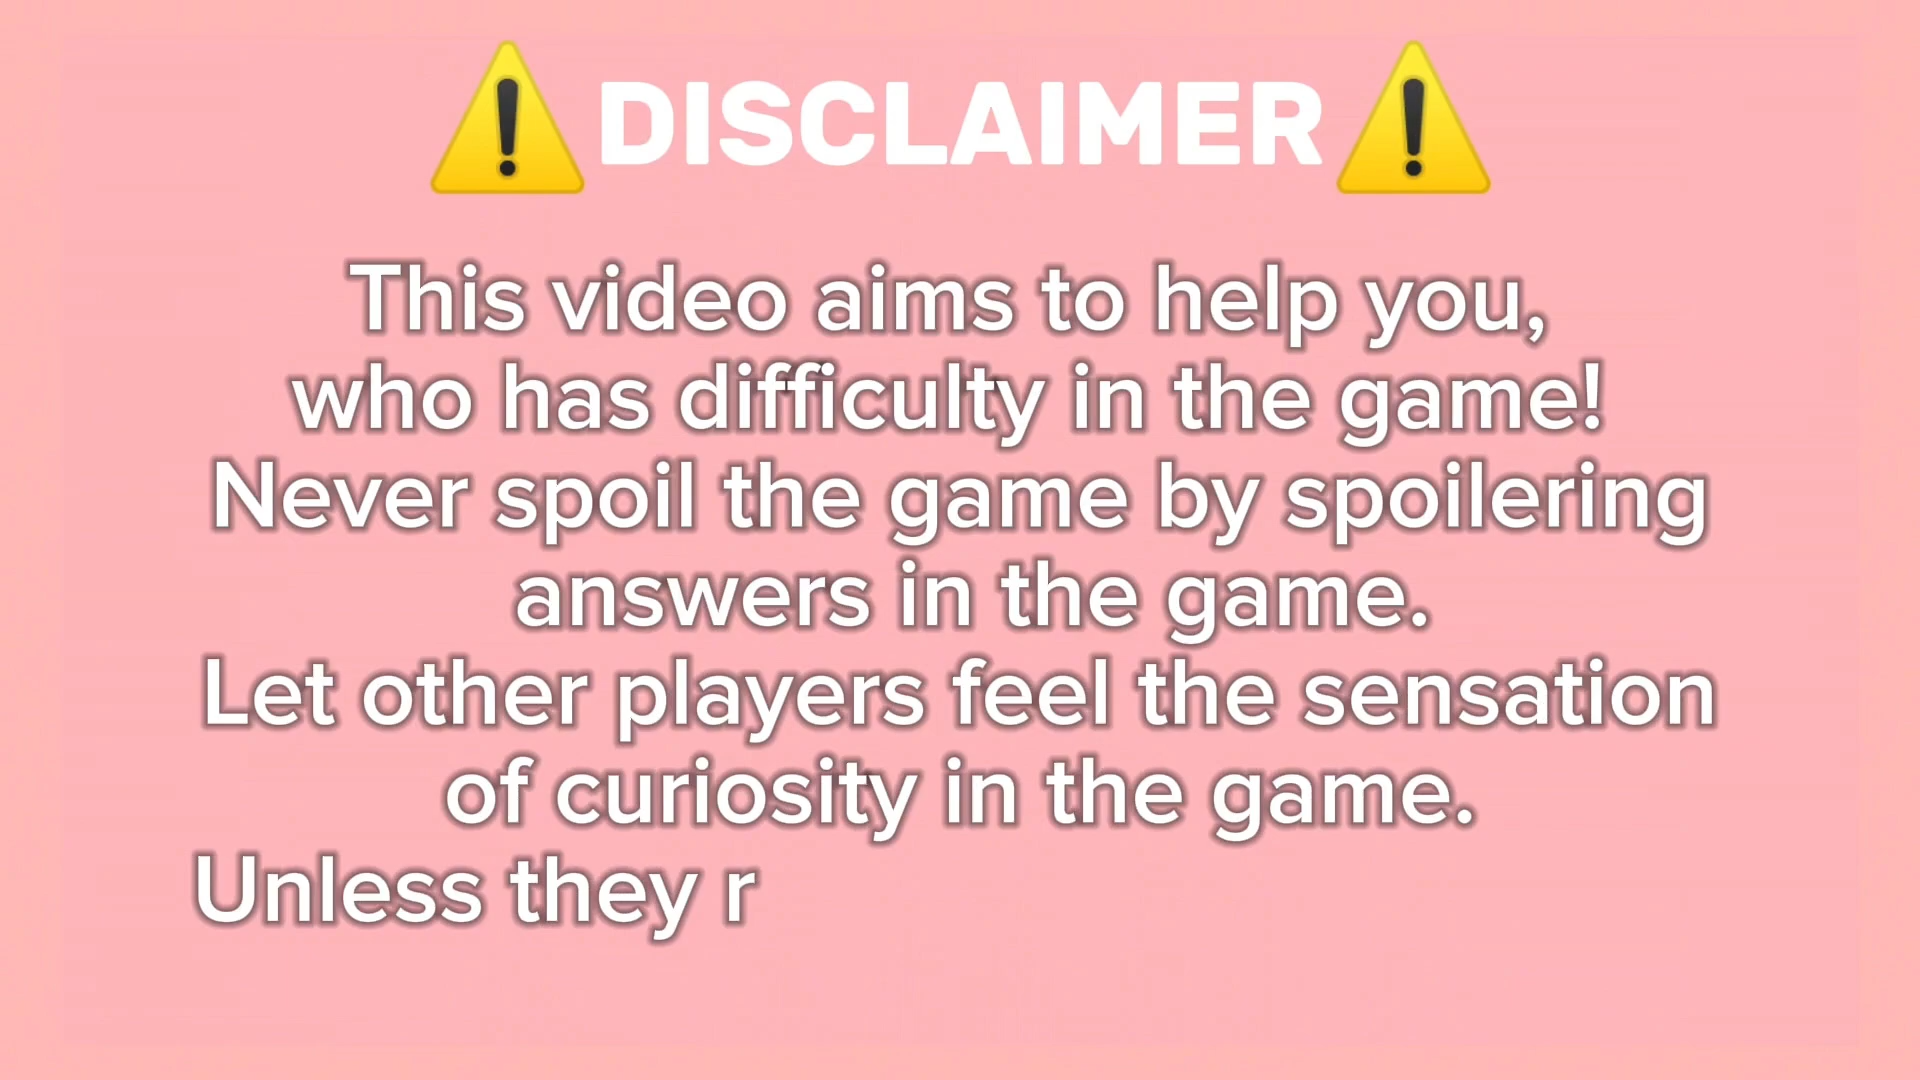 ⚠️DISCLAIMER⚠️
This video aims to help you,
who has difficulty in the game!
Never spoil the game by spoilering
answers in the game.
Let other players feel the sensation
of curiosity in the game.
Unless they r